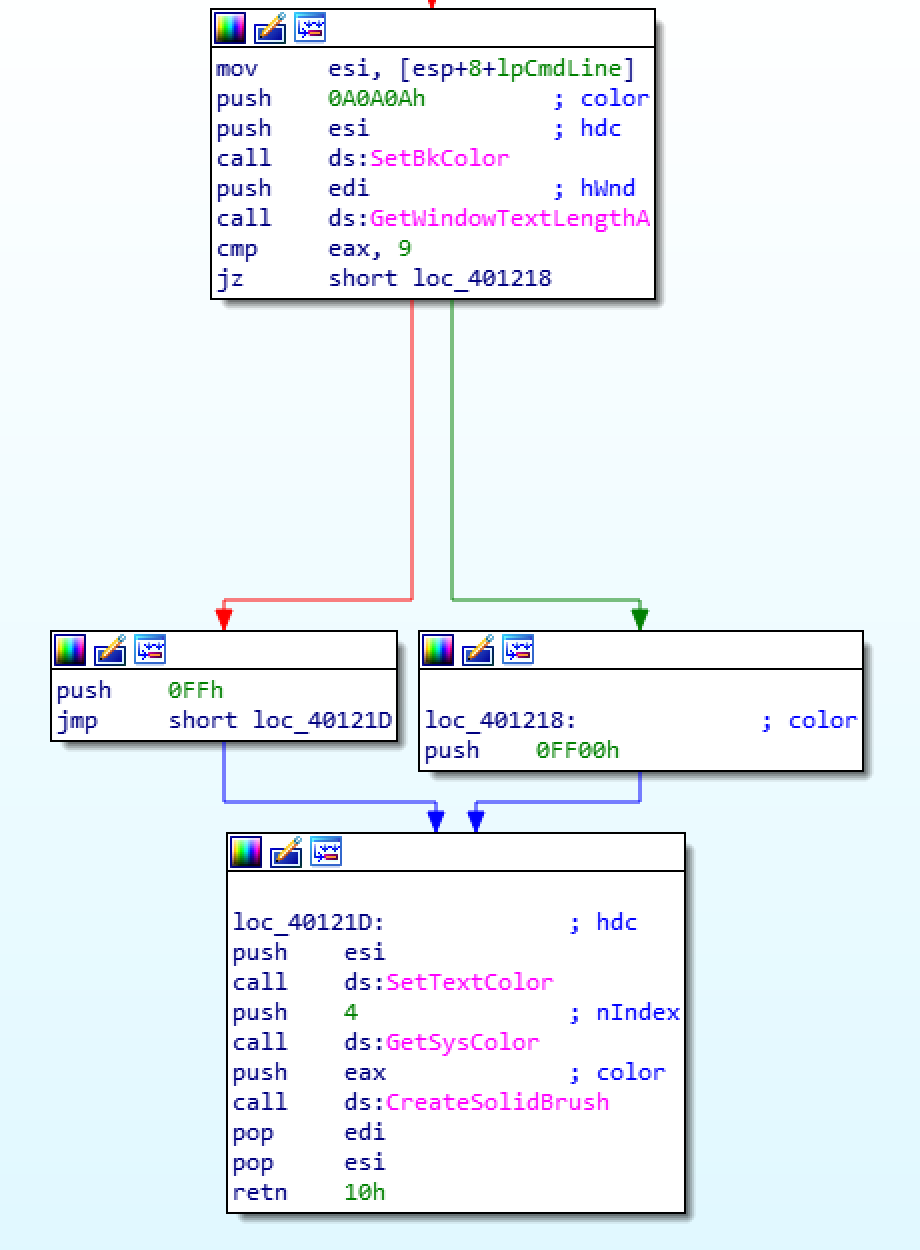 mov esi, [esp+8+lpCmdLine]
push 0A0A0Ah ; color
push esi ; hdc
call ds:SetBkColor
push edi ; hWnd
call ds:GetWindowTextLengthA
cmp eax, 9
jz short loc_401218
push 0FFh
jmp short loc_40121D
loc_401218: ; color
push 0FF00h
loc_40121D: ; hdc
push esi
call ds:SetTextColor
push 4 ; nIndex
call ds:GetSysColor
push eax ; color
call ds:CreateSolidBrush
pop edi
pop esi
retn 10h